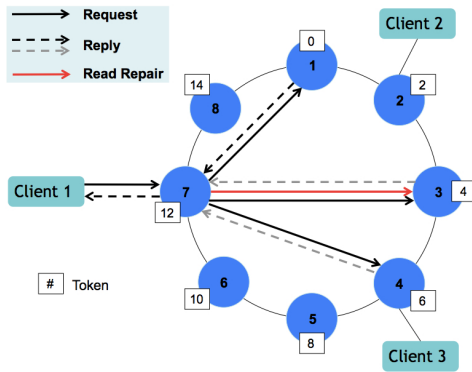 Request
Reply
Read Repair
Client 2
0
1
14
8
2
2
Client 1
7
12
3
4
# Token
6
10
4
6
5
8
Client 3